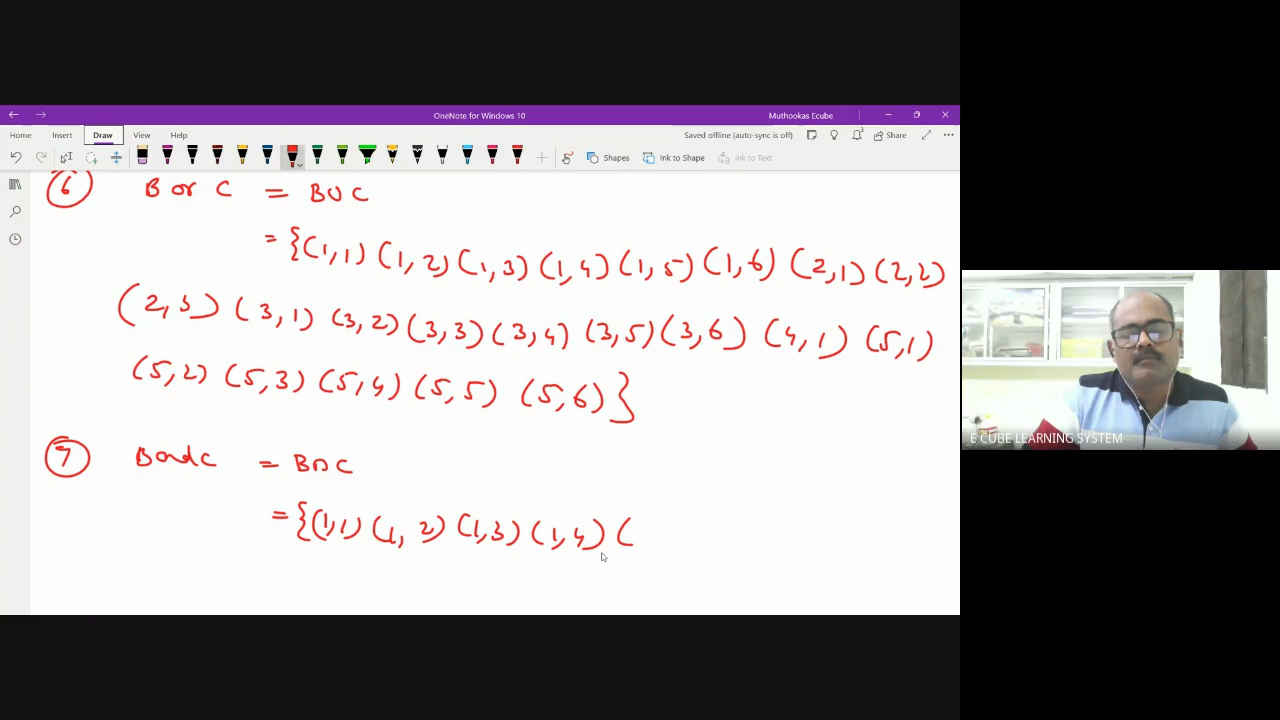 OneNote for Windows 10
Muthookas Ecube
Home Insert Draw View Help
Saved offline (auto-sync is off) Share
Shapes Ink to Shape Ink to Text
6 B or C = B∪C
= {(1,1) (1,2) (1,3) (1,4) (1,5) (1,6) (2,1) (2,2)
(2,3) (3,1) (3,2) (3,3) (3,4) (3,5) (3,6) (4,1) (5,1)
(5,2) (5,3) (5,4) (5,5) (5,6)}
7 B and C = B∩C
= {(1,1) (1,2) (1,3) (1,4) (
E CUBE LEARNING SYSTEM